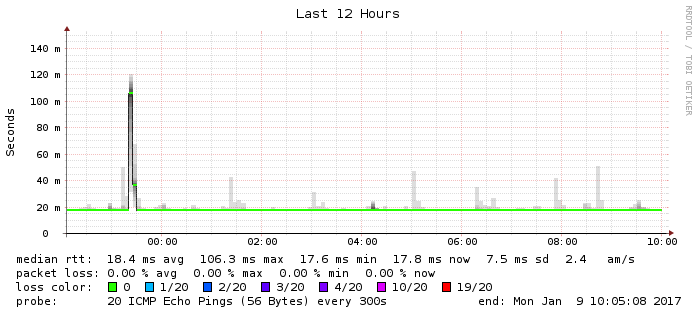 Last 12 Hours
RRDTOOL / TOBI OETIKER
Seconds
140 m
120 m
100 m
80 m
60 m
40 m
20 m
0
00:00 02:00 04:00 06:00 08:00 10:00
median rtt: 18.4 ms avg 106.3 ms max 17.6 ms min 17.8 ms now 7.5 ms sd 2.4 am/s
packet loss: 0.00 % avg 0.00 % max 0.00 % min 0.00 % now
loss color: 0 1/20 2/20 3/20 4/20 10/20 19/20
probe: 20 ICMP Echo Pings (56 Bytes) every 300s end: Mon Jan 9 10:05:08 2017